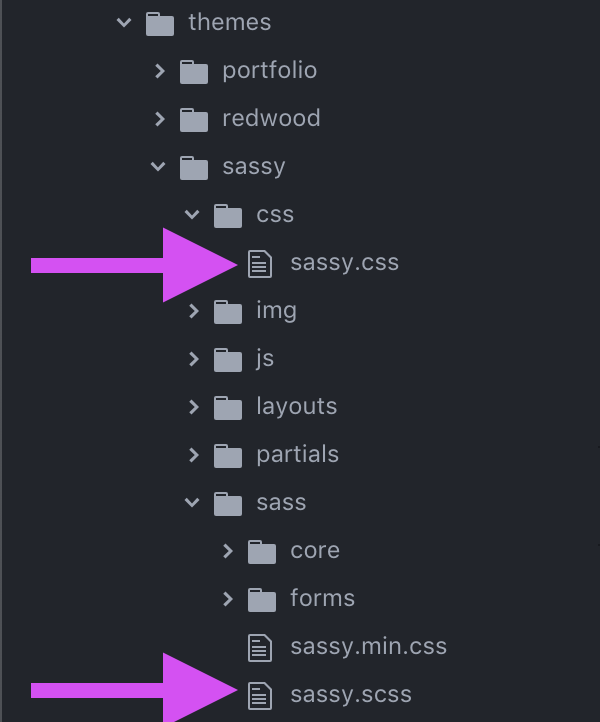 themes
portfolio
redwood
sassy
css
sassy.css
img
js
layouts
partials
sass
core
forms
sassy.min.css
sassy.scss